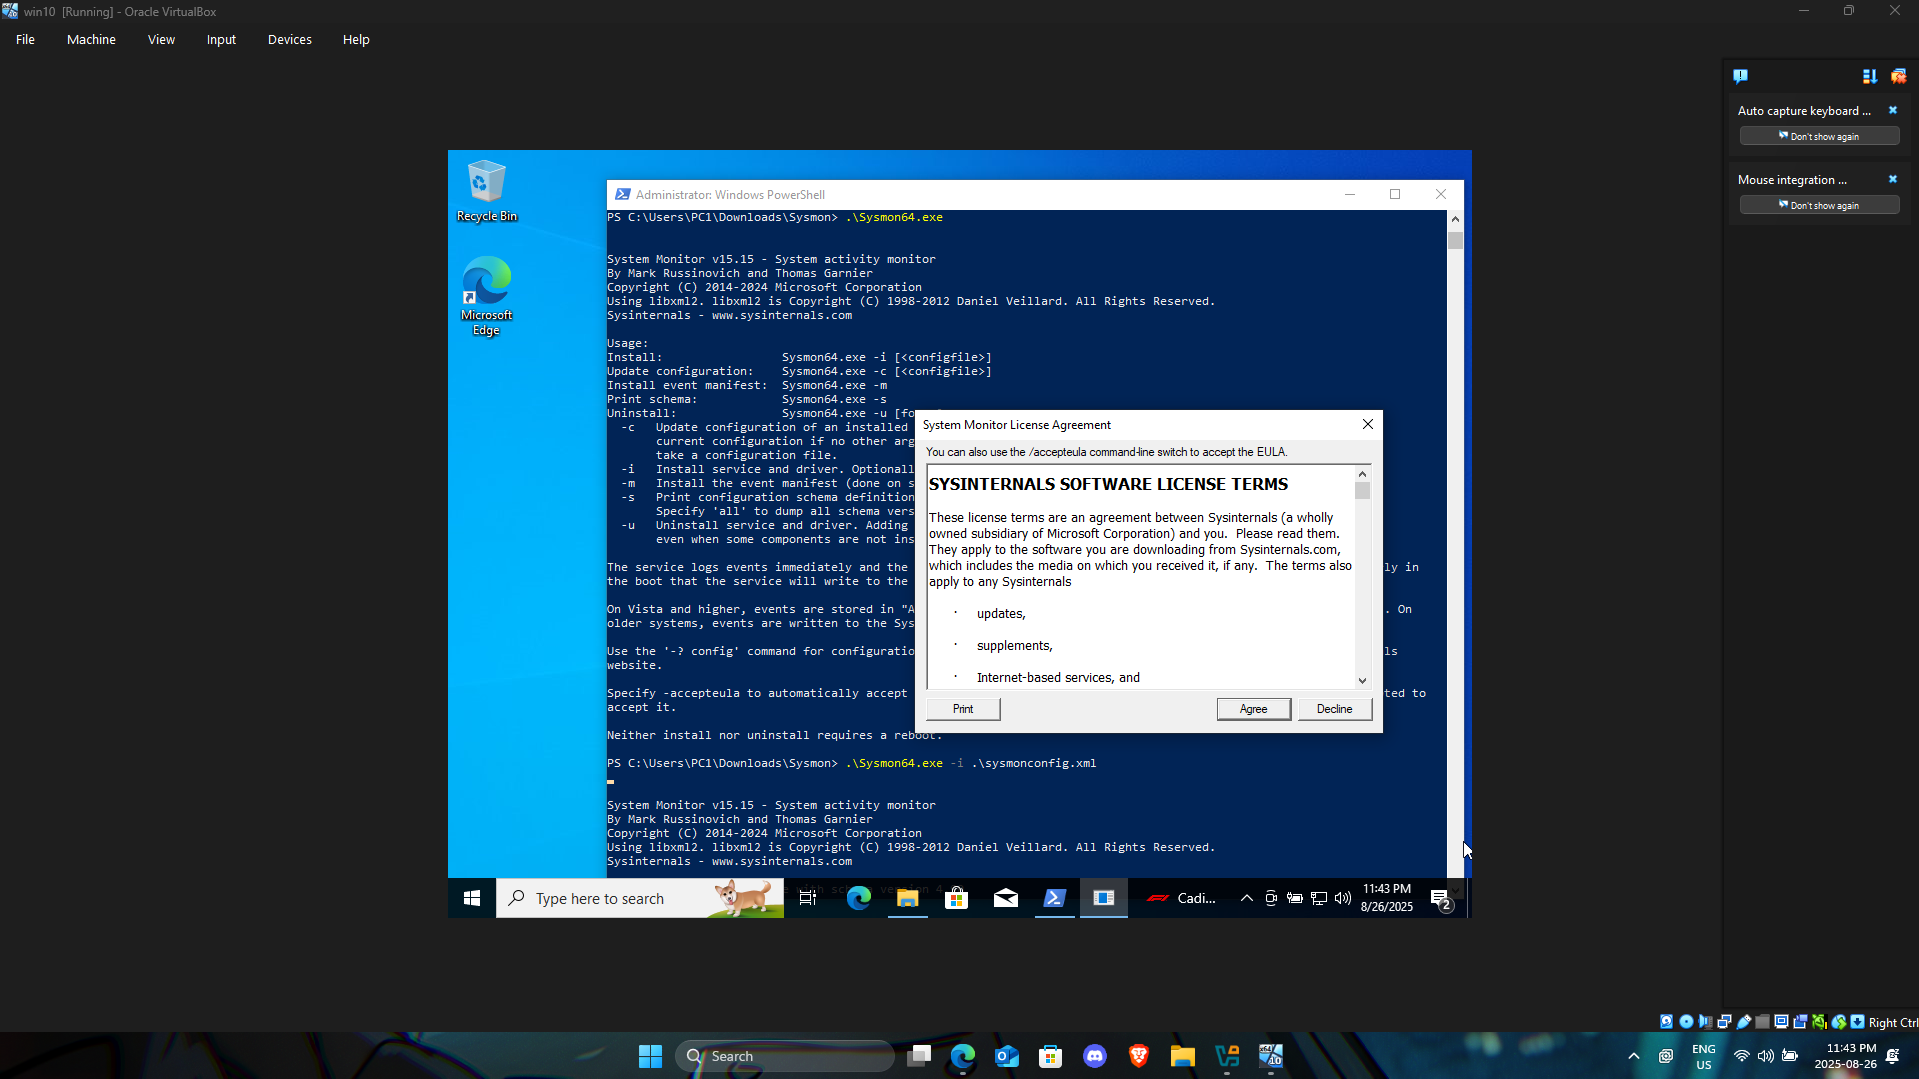 win10 [Running] - Oracle VirtualBox
File Machine View Input Devices Help
Auto capture keyboard ...
Don't show again
Mouse integration ...
Don't show again
Recycle Bin
Microsoft
Edge
Administrator: Windows PowerShell
PS C:\Users\PC1\Downloads\Sysmon> .\Sysmon64.exe
System Monitor v15.15 - System activity monitor
By Mark Russinovich and Thomas Garnier
Copyright (C) 2014-2024 Microsoft Corporation
Using libxml2. libxml2 is Copyright (C) 1998-2012 Daniel Veillard. All Rights Reserved.
Sysinternals - www.sysinternals.com
Usage:
Install: Sysmon64.exe -i [<configfile>]
Update configuration: Sysmon64.exe -c [<configfile>]
Install event manifest: Sysmon64.exe -m
Print schema: Sysmon64.exe -s
Uninstall: Sysmon64.exe -u [fo
-c Update configuration of an installed
current configuration if no other arg
take a configuration file.
-i Install service and driver. Optionall
-m Install the event manifest (done on s
-s Print configuration schema definition
Specify 'all' to dump all schema vers
-u Uninstall service and driver. Adding
even when some components are not ins
The service logs events immediately and the ly in
the boot that the service will write to the
On Vista and higher, events are stored in "A . On
older systems, events are written to the Sys
Use the '-? config' command for configuratio ls
website.
Specify -accepteula to automatically accept ted to
accept it.
Neither install nor uninstall requires a reboot.
PS C:\Users\PC1\Downloads\Sysmon> .\Sysmon64.exe -i .\sysmonconfig.xml
System Monitor v15.15 - System activity monitor
By Mark Russinovich and Thomas Garnier
Copyright (C) 2014-2024 Microsoft Corporation
Using libxml2. libxml2 is Copyright (C) 1998-2012 Daniel Veillard. All Rights Reserved.
Sysinternals - www.sysinternals.com
System Monitor License Agreement
You can also use the /accepteula command-line switch to accept the EULA.
SYSINTERNALS SOFTWARE LICENSE TERMS
These license terms are an agreement between Sysinternals (a wholly
owned subsidiary of Microsoft Corporation) and you. Please read them.
They apply to the software you are downloading from Sysinternals.com,
which includes the media on which you received it, if any. The terms also
apply to any Sysinternals
· updates,
· supplements,
· Internet-based services, and
Print Agree Decline
Type here to search
Cadi...
11:43 PM
8/26/2025
2
Right Ctrl
Search
ENG
US
11:43 PM
2025-08-26